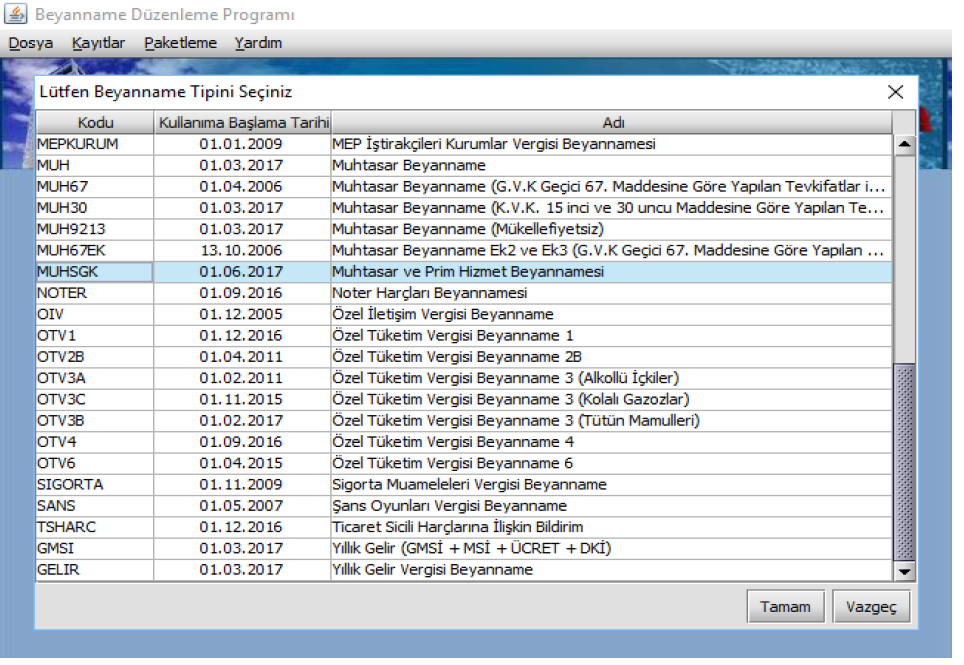 Beyanname Düzenleme Programı
Dosya Kayıtlar Paketleme Yardım
Lütfen Beyanname Tipini Seçiniz
Kodu Kullanıma Başlama Tarihi Adı
MEPKURUM 01.01.2009 MEP İştirakçileri Kurumlar Vergisi Beyannamesi
MUH 01.03.2017 Muhtasar Beyanname
MUH67 01.04.2006 Muhtasar Beyanname (G.V.K Geçici 67. Maddesine Göre Yapılan Tevkifatlar i...
MUH30 01.03.2017 Muhtasar Beyanname (K.V.K. 15 inci ve 30 uncu Maddesine Göre Yapılan Te...
MUH9213 01.03.2017 Muhtasar Beyanname (Mükellefiyetsiz)
MUH67EK 13.10.2006 Muhtasar Beyanname Ek2 ve Ek3 (G.V.K Geçici 67. Maddesine Göre Yapılan ...
MUHSGK 01.06.2017 Muhtasar ve Prim Hizmet Beyannamesi
NOTER 01.09.2016 Noter Harçları Beyannamesi
OIV 01.12.2005 Özel İletişim Vergisi Beyanname
OTV1 01.12.2016 Özel Tüketim Vergisi Beyanname 1
OTV2B 01.04.2011 Özel Tüketim Vergisi Beyanname 2B
OTV3A 01.02.2011 Özel Tüketim Vergisi Beyanname 3 (Alkollü İçkiler)
OTV3C 01.11.2015 Özel Tüketim Vergisi Beyanname 3 (Kolalı Gazozlar)
OTV3B 01.02.2017 Özel Tüketim Vergisi Beyanname 3 (Tütün Mamulleri)
OTV4 01.09.2016 Özel Tüketim Vergisi Beyanname 4
OTV6 01.04.2015 Özel Tüketim Vergisi Beyanname 6
SIGORTA 01.11.2009 Sigorta Muameleleri Vergisi Beyanname
SANS 01.05.2007 Şans Oyunları Vergisi Beyanname
TSHARC 01.12.2016 Ticaret Sicili Harçlarına İlişkin Bildirim
GMSI 01.03.2017 Yıllık Gelir (GMSİ + MSİ + ÜCRET + DKİ)
GELIR 01.03.2017 Yıllık Gelir Vergisi Beyanname
Tamam Vazgeç